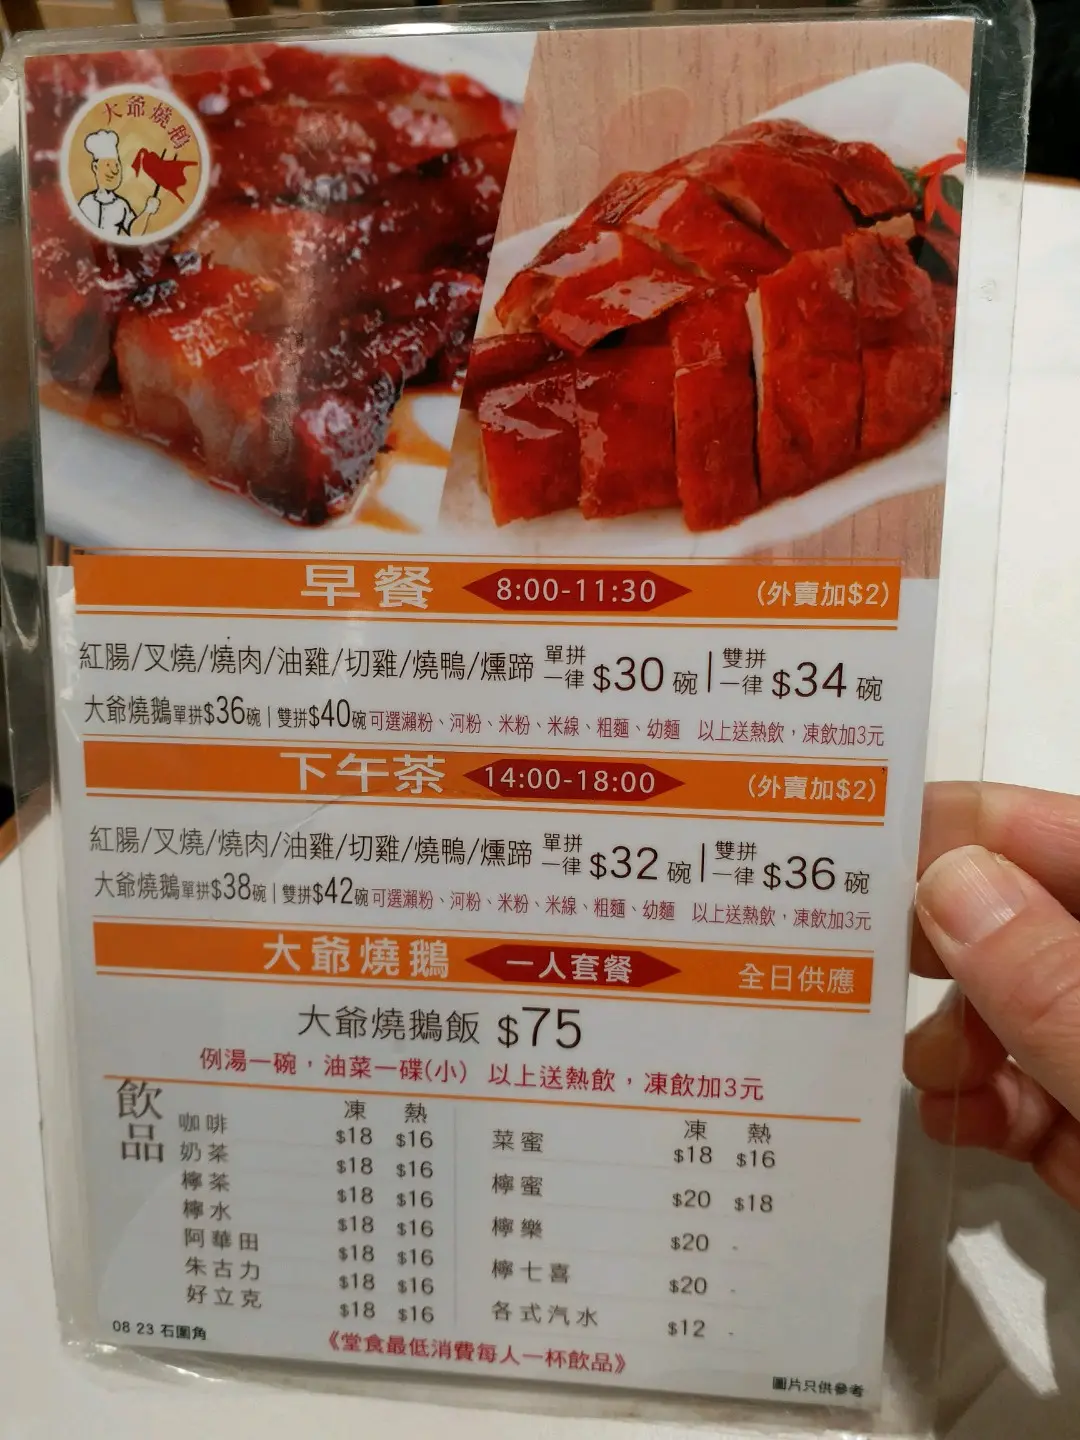 大爺燒鵝
早餐 8:00-11:30 (外賣加$2)
紅腸/叉燒/燒肉/油雞/切雞/燒鴨/燻蹄 單拼一律 $30 碗 | 雙拼一律 $34 碗
大爺燒鵝單拼$36碗 | 雙拼$40碗 可選瀨粉、河粉、米粉、米線、粗麵、幼麵 以上送熱飲，凍飲加3元
下午茶 14:00-18:00 (外賣加$2)
紅腸/叉燒/燒肉/油雞/切雞/燒鴨/燻蹄 單拼一律 $32 碗 | 雙拼一律 $36 碗
大爺燒鵝單拼$38碗 | 雙拼$42碗 可選瀨粉、河粉、米粉、米線、粗麵、幼麵 以上送熱飲，凍飲加3元
大爺燒鵝 一人套餐 全日供應
大爺燒鵝飯 $75
例湯一碗，油菜一碟(小) 以上送熱飲，凍飲加3元
飲品
凍 熱
咖啡 $18 $16
奶茶 $18 $16
檸茶 $18 $16
檸水 $18 $16
阿華田 $18 $16
朱古力 $18 $16
好立克 $18 $16
凍 熱
菜蜜 $18 $16
檸蜜 $20 $18
檸樂 $20 -
檸七喜 $20 -
各式汽水 $12 -
08 23 石圍角
《堂食最低消費每人一杯飲品》
圖片只供參考